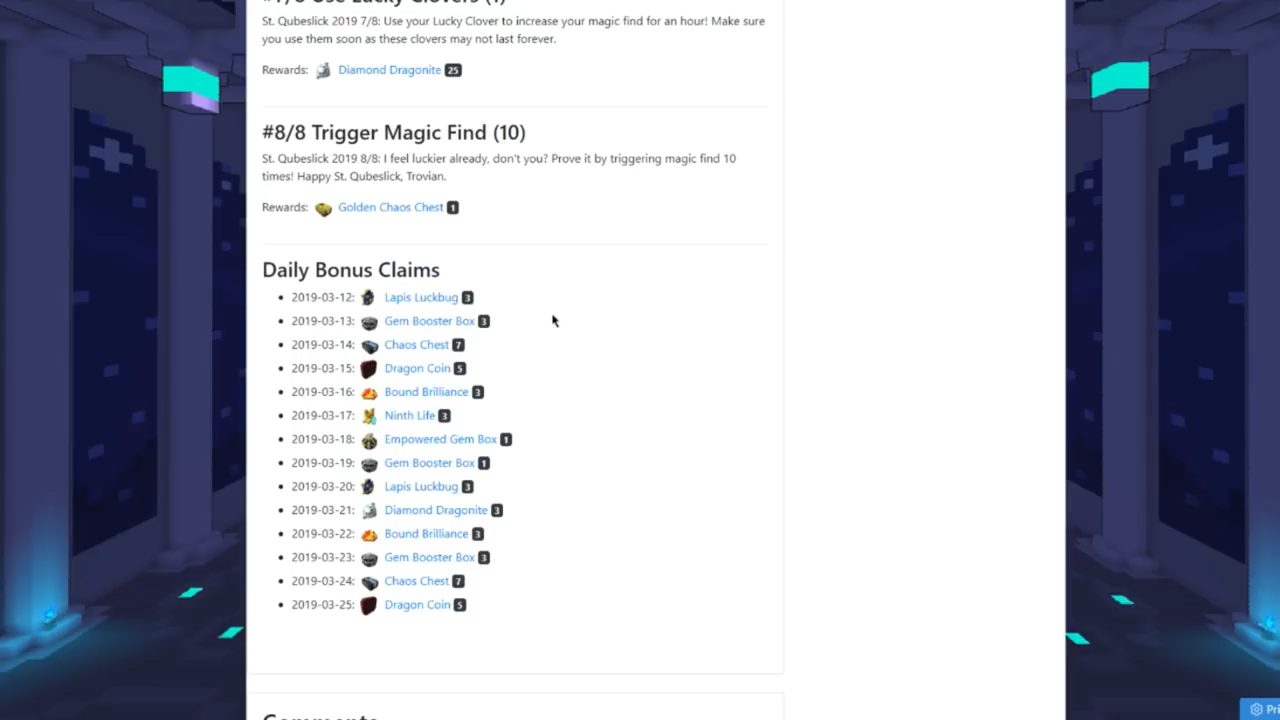 #7/8 Use Lucky Clovers (1)
St. Qubeslick 2019 7/8: Use your Lucky Clover to increase your magic find for an hour! Make sure
you use them soon as these clovers may not last forever.
Rewards: Diamond Dragonite 25
#8/8 Trigger Magic Find (10)
St. Qubeslick 2019 8/8: I feel luckier already, don't you? Prove it by triggering magic find 10
times! Happy St. Qubeslick, Trovian.
Rewards: Golden Chaos Chest 1
Daily Bonus Claims
2019-03-12: Lapis Luckbug 3
2019-03-13: Gem Booster Box 3
2019-03-14: Chaos Chest 7
2019-03-15: Dragon Coin 5
2019-03-16: Bound Brilliance 3
2019-03-17: Ninth Life 3
2019-03-18: Empowered Gem Box 1
2019-03-19: Gem Booster Box 1
2019-03-20: Lapis Luckbug 3
2019-03-21: Diamond Dragonite 3
2019-03-22: Bound Brilliance 3
2019-03-23: Gem Booster Box 3
2019-03-24: Chaos Chest 7
2019-03-25: Dragon Coin 5
Comments
Pri